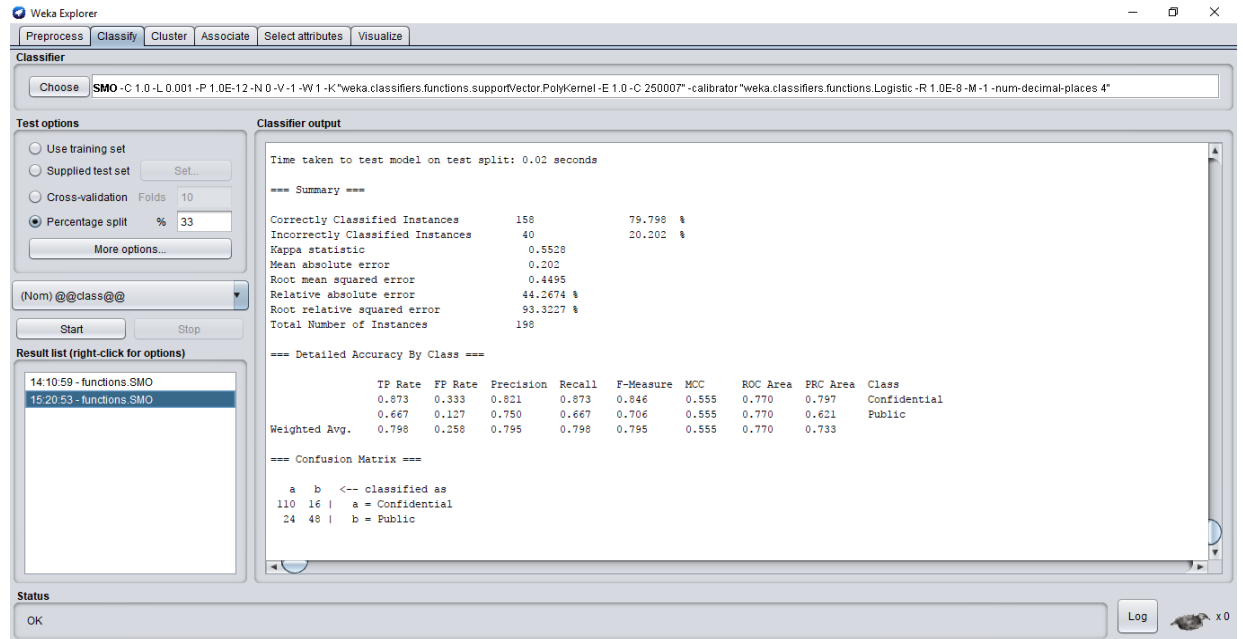 Weka Explorer
Preprocess Classify Cluster Associate Select attributes Visualize
Classifier
Choose SMO -C 1.0 -L 0.001 -P 1.0E-12 -N 0 -V -1 -W 1 -K "weka.classifiers.functions.supportVector.PolyKernel -E 1.0 -C 250007" -calibrator "weka.classifiers.functions.Logistic -R 1.0E-8 -M -1 -num-decimal-places 4"
Test options
Use training set
Supplied test set Set...
Cross-validation Folds 10
Percentage split % 33
More options...
(Nom) @@class@@
Start Stop
Result list (right-click for options)
14:10:59 - functions.SMO
15:20:53 - functions.SMO
Classifier output
Time taken to test model on test split: 0.02 seconds
=== Summary ===
Correctly Classified Instances 158 79.798 %
Incorrectly Classified Instances 40 20.202 %
Kappa statistic 0.5528
Mean absolute error 0.202
Root mean squared error 0.4495
Relative absolute error 44.2674 %
Root relative squared error 93.3227 %
Total Number of Instances 198
=== Detailed Accuracy By Class ===
TP Rate FP Rate Precision Recall F-Measure MCC ROC Area PRC Area Class
0.873 0.333 0.821 0.873 0.846 0.555 0.770 0.797 Confidential
0.667 0.127 0.750 0.667 0.706 0.555 0.770 0.621 Public
Weighted Avg. 0.798 0.258 0.795 0.798 0.795 0.555 0.770 0.733
=== Confusion Matrix ===
a b <-- classified as
110 16 | a = Confidential
24 48 | b = Public
Status
OK
Log x 0